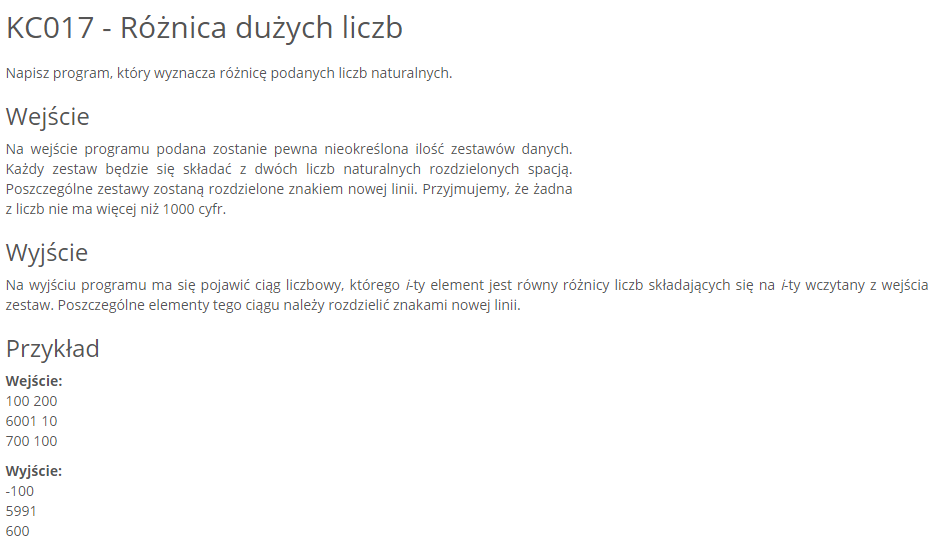 KC017 - Różnica dużych liczb
Napisz program, który wyznacza różnicę podanych liczb naturalnych.
Wejście
Na wejście programu podana zostanie pewna nieokreślona ilość zestawów danych.
Każdy zestaw będzie się składać z dwóch liczb naturalnych rozdzielonych spacją.
Poszczególne zestawy zostaną rozdzielone znakiem nowej linii. Przyjmujemy, że żadna
z liczb nie ma więcej niż 1000 cyfr.
Wyjście
Na wyjściu programu ma się pojawić ciąg liczbowy, którego i-ty element jest równy różnicy liczb składających się na i-ty wczytany z wejścia
zestaw. Poszczególne elementy tego ciągu należy rozdzielić znakami nowej linii.
Przykład
Wejście:
100 200
6001 10
700 100
Wyjście:
-100
5991
600